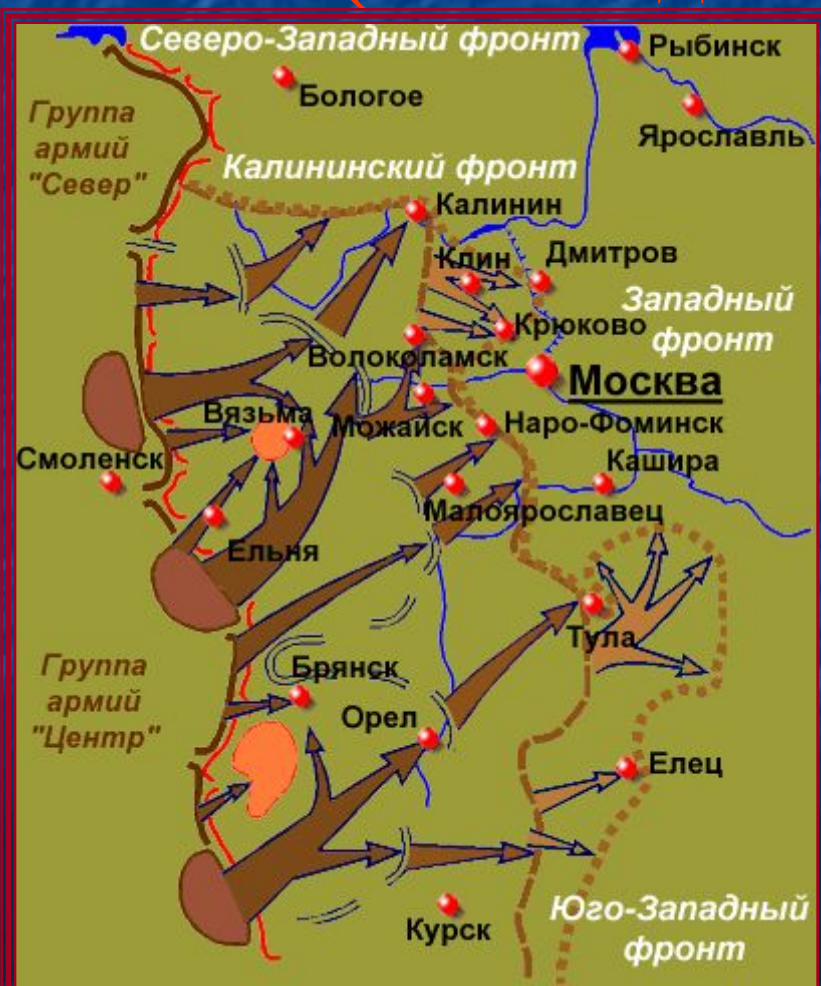 Северо-Западный фронт
Рыбинск
Бологое
Ярославль
Группа
армий
"Север"
Калининский фронт
Калинин
Клин
Дмитров
Западный
фронт
Крюково
Волоколамск
Москва
Вязьма
Можайск
Наро-Фоминск
Смоленск
Кашира
Малоярославец
Ельня
Тула
Группа
армий
"Центр"
Брянск
Орел
Елец
Курск
Юго-Западный
фронт